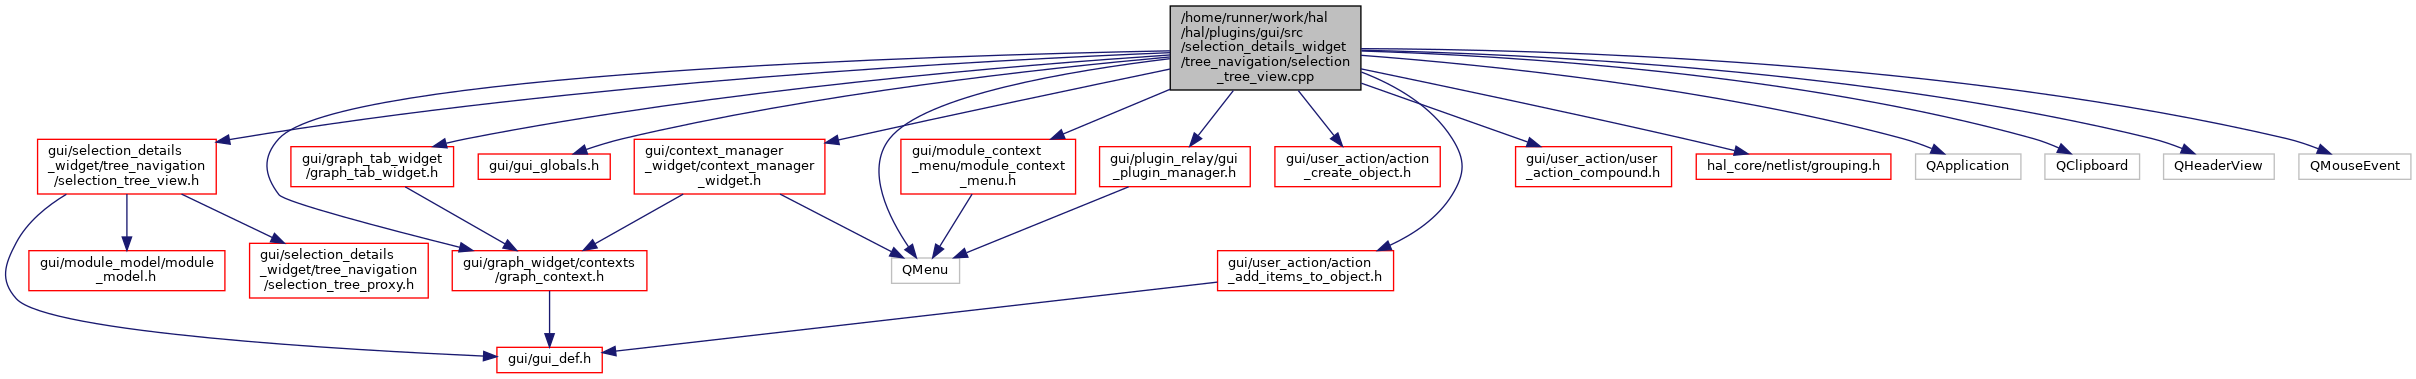 /home/runner/work/hal
/hal/plugins/gui/src
/selection_details_widget
/tree_navigation/selection
_tree_view.cpp
gui/selection_details
_widget/tree_navigation
/selection_tree_view.h
gui/graph_tab_widget
/graph_tab_widget.h
gui/gui_globals.h
gui/context_manager
_widget/context_manager
_widget.h
gui/module_context
_menu/module_context
_menu.h
gui/plugin_relay/gui
_plugin_manager.h
gui/user_action/action
_create_object.h
gui/user_action/user
_action_compound.h
hal_core/netlist/grouping.h
QApplication
QClipboard
QHeaderView
QMouseEvent
gui/module_model/module
_model.h
gui/selection_details
_widget/tree_navigation
/selection_tree_proxy.h
gui/graph_widget/contexts
/graph_context.h
QMenu
gui/user_action/action
_add_items_to_object.h
gui/gui_def.h